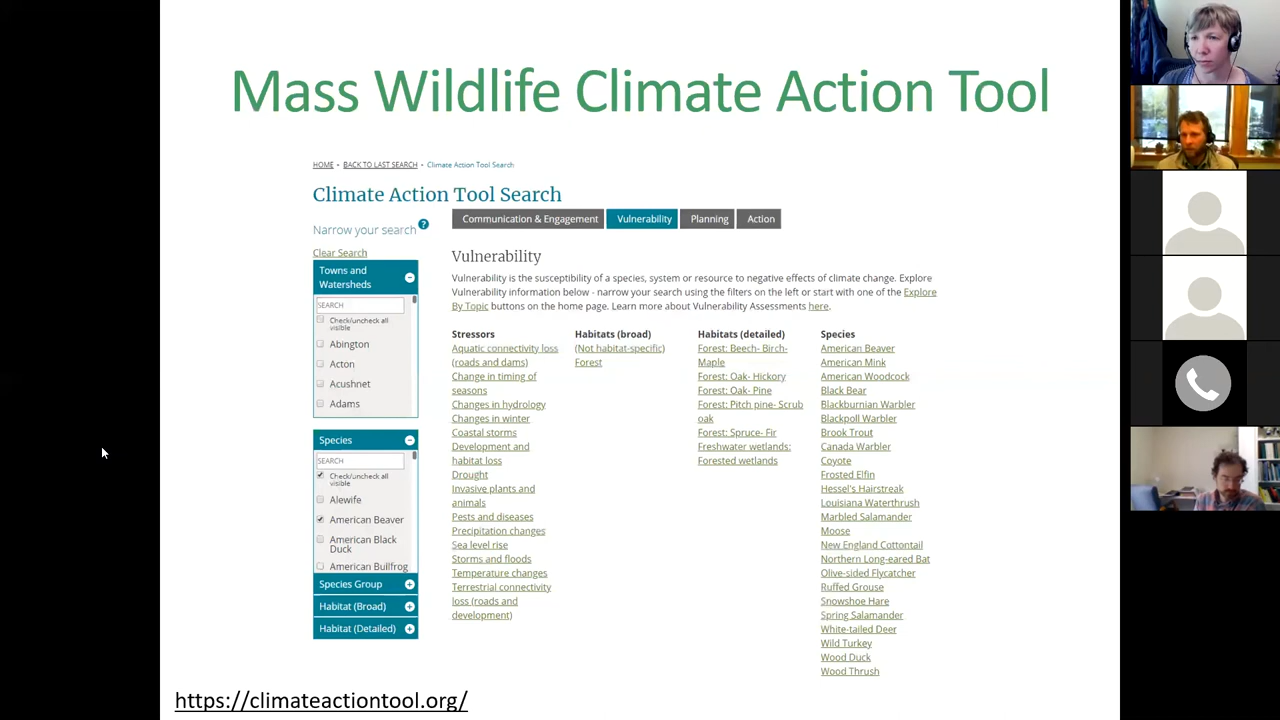 Mass Wildlife Climate Action Tool
HOME • BACK TO LAST SEARCH • Climate Action Tool Search
Climate Action Tool Search
Narrow your search ?
Clear Search
Towns and
Watersheds
SEARCH
Check/uncheck all
visible
Abington
Acton
Acushnet
Adams
Species
SEARCH
Check/uncheck all
visible
Alewife
American Beaver
American Black
Duck
American Bullfrog
Species Group
Habitat (Broad)
Habitat (Detailed)
Communication & Engagement
Vulnerability
Planning
Action
Vulnerability
Vulnerability is the susceptibility of a species, system or resource to negative effects of climate change. Explore
Vulnerability information below - narrow your search using the filters on the left or start with one of the Explore
By Topic buttons on the home page. Learn more about Vulnerability Assessments here.
Stressors
Aquatic connectivity loss
(roads and dams)
Change in timing of
seasons
Changes in hydrology
Changes in winter
Coastal storms
Development and
habitat loss
Drought
Invasive plants and
animals
Pests and diseases
Precipitation changes
Sea level rise
Storms and floods
Temperature changes
Terrestrial connectivity
loss (roads and
development)
Habitats (broad)
(Not habitat-specific)
Forest
Habitats (detailed)
Forest: Beech- Birch-
Maple
Forest: Oak- Hickory
Forest: Oak- Pine
Forest: Pitch pine- Scrub
oak
Forest: Spruce- Fir
Freshwater wetlands:
Forested wetlands
Species
American Beaver
American Mink
American Woodcock
Black Bear
Blackburnian Warbler
Blackpoll Warbler
Brook Trout
Canada Warbler
Coyote
Frosted Elfin
Hessel's Hairstreak
Louisiana Waterthrush
Marbled Salamander
Moose
New England Cottontail
Northern Long-eared Bat
Olive-sided Flycatcher
Ruffed Grouse
Snowshoe Hare
Spring Salamander
White-tailed Deer
Wild Turkey
Wood Duck
Wood Thrush
https://climateactiontool.org/